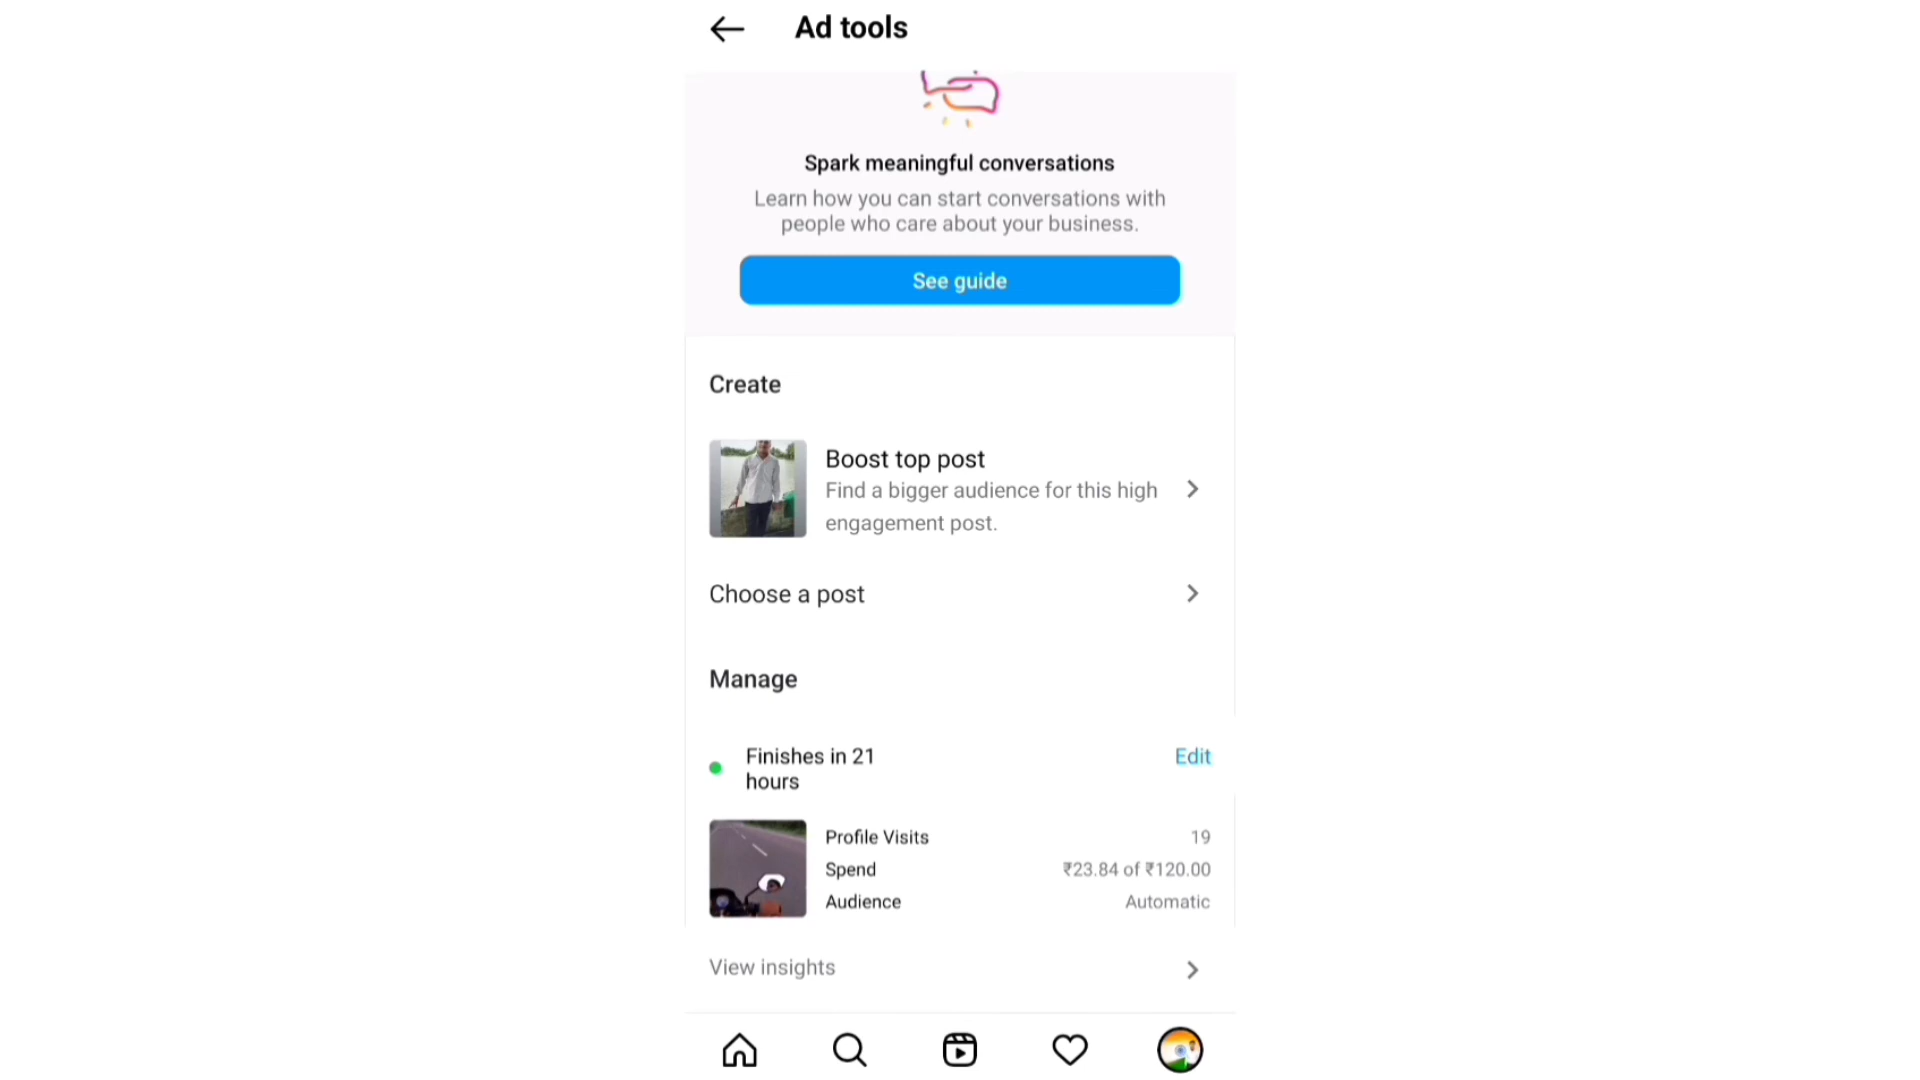 Ad tools
Spark meaningful conversations
Learn how you can start conversations with
people who care about your business.
See guide
Create
Boost top post
Find a bigger audience for this high
engagement post.
Choose a post
Manage
Finishes in 21
hours
Edit
Profile Visits 19
Spend ₹23.84 of ₹120.00
Audience Automatic
View insights